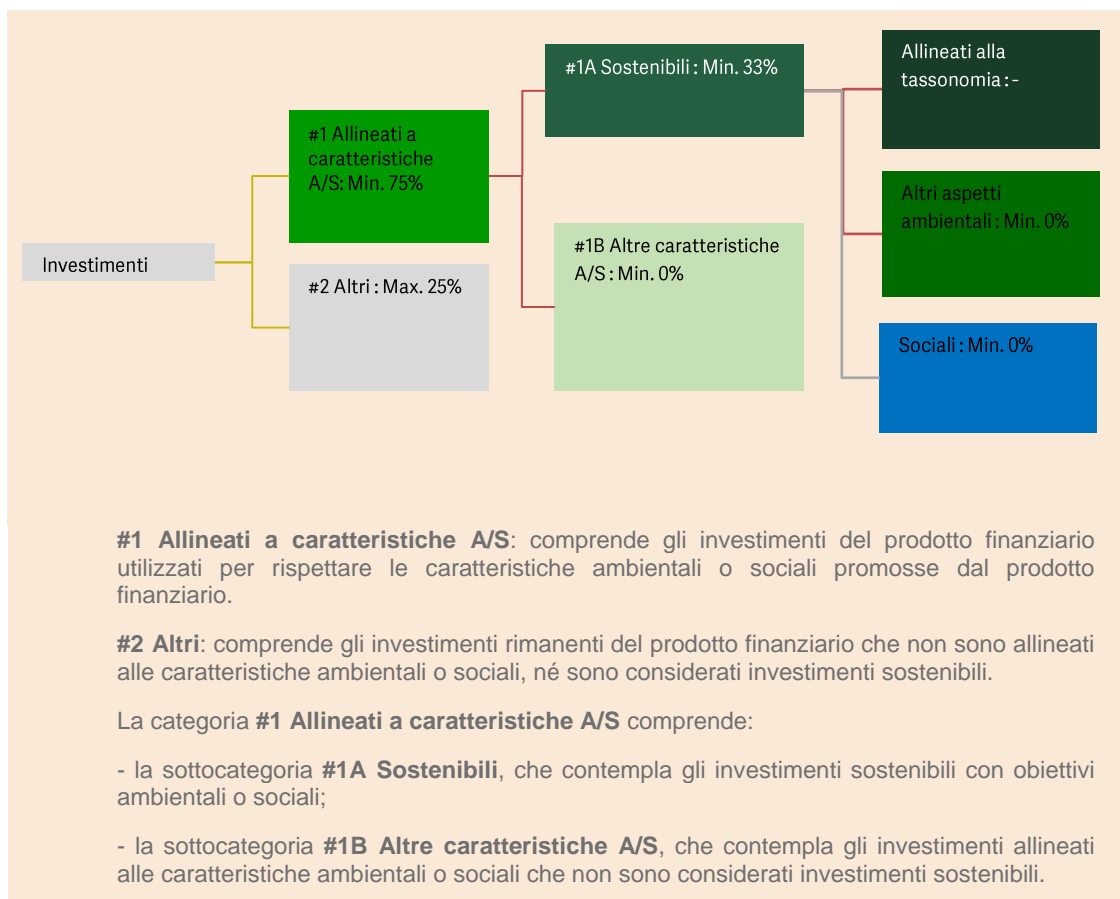 Investimenti
#1 Allineati a
caratteristiche
A/S: Min. 75%
#2 Altri : Max. 25%
#1A Sostenibili : Min. 33%
#1B Altre caratteristiche
A/S : Min. 0%
Allineati alla
tassonomia : -
Altri aspetti
ambientali : Min. 0%
Sociali : Min. 0%
#1 Allineati a caratteristiche A/S: comprende gli investimenti del prodotto finanziario
utilizzati per rispettare le caratteristiche ambientali o sociali promosse dal prodotto
finanziario.
#2 Altri: comprende gli investimenti rimanenti del prodotto finanziario che non sono allineati
alle caratteristiche ambientali o sociali, né sono considerati investimenti sostenibili.
La categoria #1 Allineati a caratteristiche A/S comprende:
- la sottocategoria #1A Sostenibili, che contempla gli investimenti sostenibili con obiettivi
ambientali o sociali;
- la sottocategoria #1B Altre caratteristiche A/S, che contempla gli investimenti allineati
alle caratteristiche ambientali o sociali che non sono considerati investimenti sostenibili.